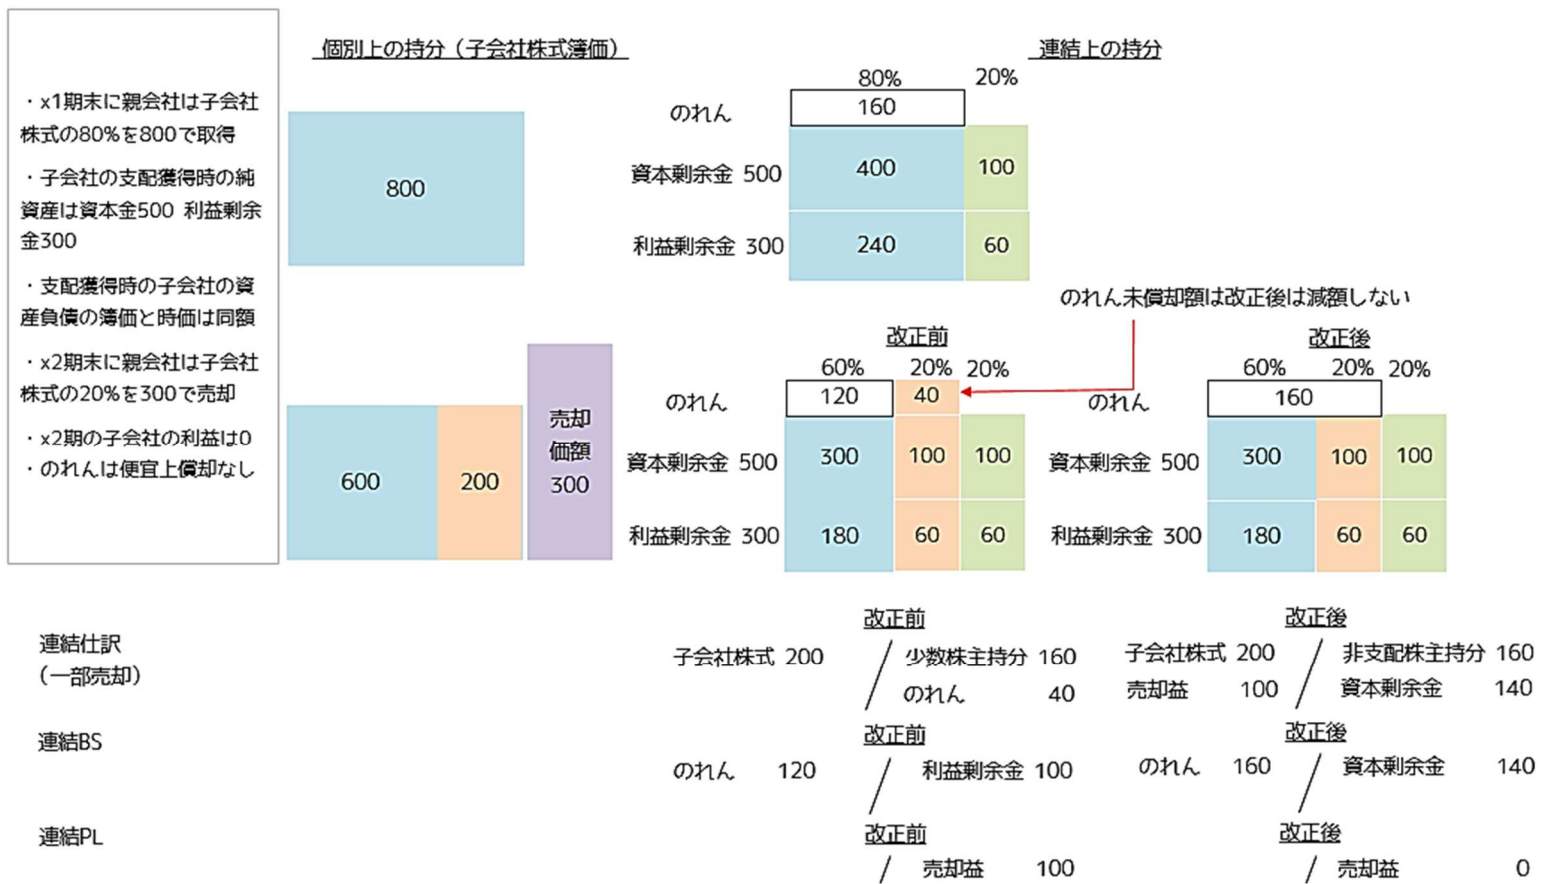 ・x1期末に親会社は子会社
株式の80%を800で取得
・子会社の支配獲得時の純
資産は資本金500 利益剰余
金300
・支配獲得時の子会社の資
産負債の簿価と時価は同額
・x2期末に親会社は子会社
株式の20%を300で売却
・x2期の子会社の利益は0
・のれんは便宜上償却なし
個別上の持分（子会社株式簿価）
800
600 200
売却
価額
300
連結上の持分
80% 20%
のれん 160
資本剰余金 500 400 100
利益剰余金 300 240 60
のれん未償却額は改正後は減額しない
改正前
60% 20% 20%
のれん 120 40
資本剰余金 500 300 100 100
利益剰余金 300 180 60 60
改正後
60% 20% 20%
のれん 160
資本剰余金 500 300 100 100
利益剰余金 300 180 60 60
連結仕訳
（一部売却）
改正前
子会社株式 200 / 少数株主持分 160
のれん 40
改正後
子会社株式 200 / 非支配株主持分 160
売却益 100 資本剰余金 140
連結BS
改正前
のれん 120 / 利益剰余金 100
改正後
のれん 160 / 資本剰余金 140
連結PL
改正前
/ 売却益 100
改正後
/ 売却益 0